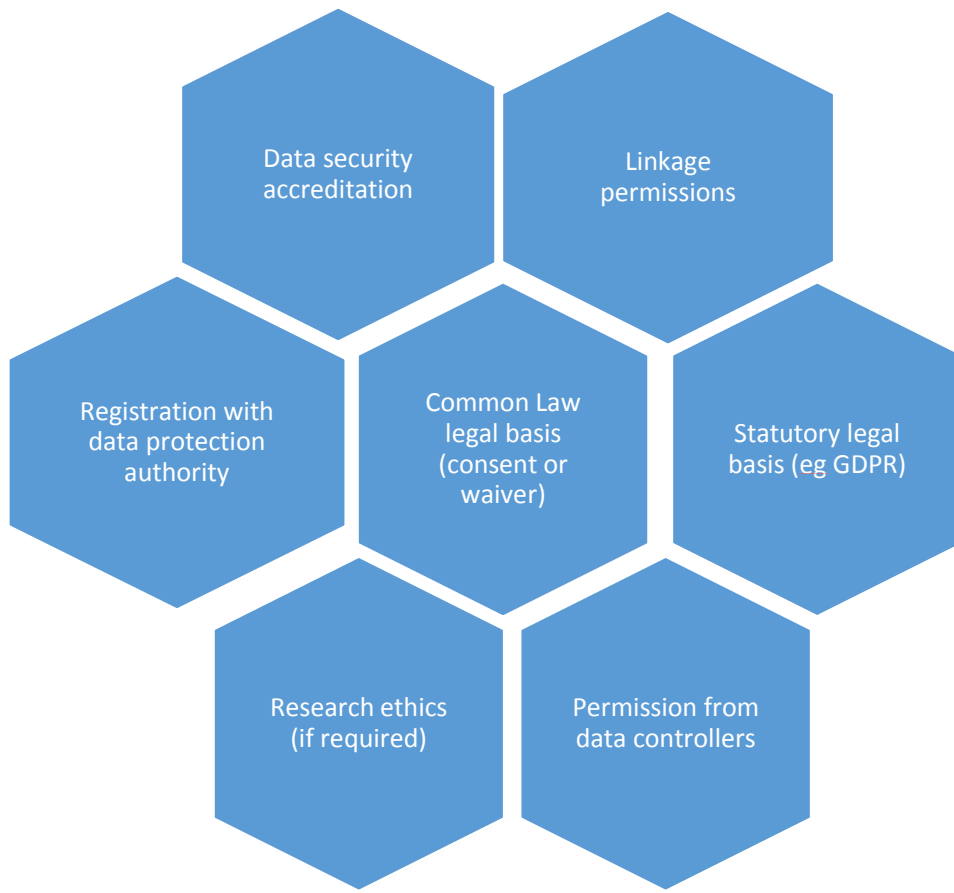 Data security
accreditation
Linkage
permissions
Registration with
data protection
authority
Common Law
legal basis
(consent or
waiver)
Statutory legal
basis (eg GDPR)
Research ethics
(if required)
Permission from
data controllers